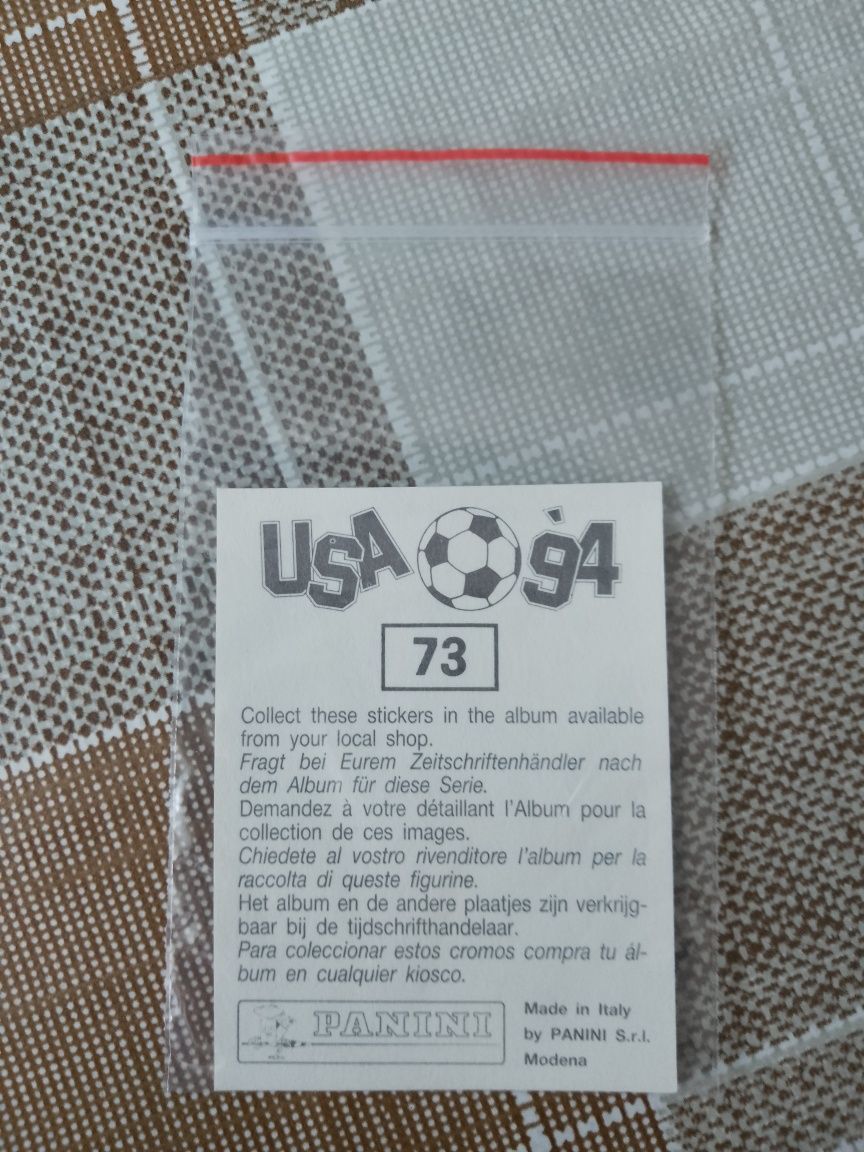 USA '94
73
Collect these stickers in the album available
from your local shop.
Fragt bei Eurem Zeitschriftenhändler nach
dem Album für diese Serie.
Demandez à votre détaillant l'Album pour la
collection de ces images.
Chiedete al vostro rivenditore l'album per la
raccolta di queste figurine.
Het album en de andere plaatjes zijn verkrijg-
baar bij de tijdschrifthandelaar.
Para coleccionar estos cromos compra tu ál-
bum en cualquier kiosco.
PANINI
Made in Italy
by PANINI S.r.l.
Modena